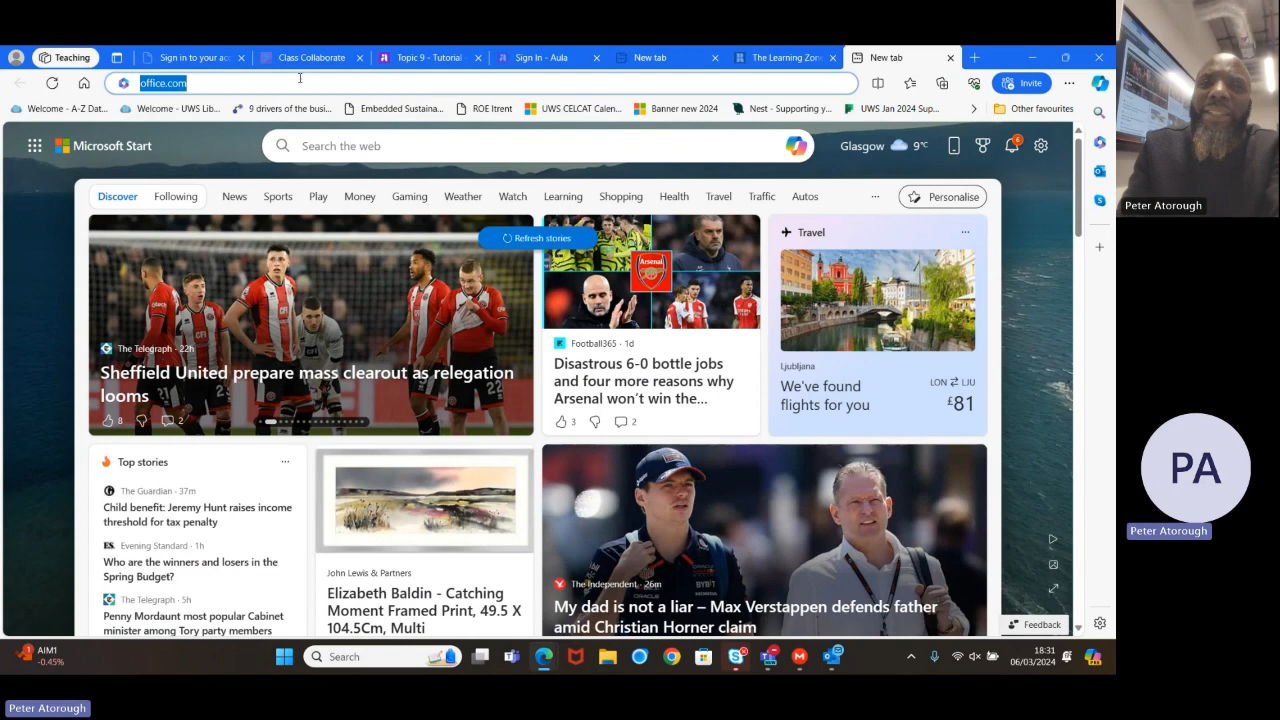 Teaching
Sign in to your acc
Class Collaborate
Topic 9 - Tutorial -
Sign In - Aula
New tab
The Learning Zone
New tab
office.com
Invite
Welcome - A-Z Dat...
Welcome - UWS Lib...
9 drivers of the busi...
Embedded Sustaina...
ROE Itrent
UWS CELCAT Calen...
Banner new 2024
Nest - Supporting y...
UWS Jan 2024 Sup...
Other favourites
Microsoft Start
Search the web
Glasgow
9°C
6
Discover
Following
News
Sports
Play
Money
Gaming
Weather
Watch
Learning
Shopping
Health
Travel
Traffic
Autos
Personalise
Refresh stories
The Telegraph · 22h
Sheffield United prepare mass clearout as relegation
looms
8
2
Arsenal
Football365 · 1d
Disastrous 6-0 bottle jobs
and four more reasons why
Arsenal won't win the...
3
2
Travel
Ljubljana
We've found
flights for you
LON ⇄ LJU
£81
Top stories
The Guardian · 37m
Child benefit: Jeremy Hunt raises income
threshold for tax penalty
ES. Evening Standard · 1h
Who are the winners and losers in the
Spring Budget?
The Telegraph · 5h
Penny Mordaunt most popular Cabinet
minister among Tory party members
John Lewis & Partners
Elizabeth Baldin - Catching
Moment Framed Print, 49.5 X
104.5Cm, Multi
The Independent · 26m
My dad is not a liar – Max Verstappen defends father
amid Christian Horner claim
Feedback
1
AIM1
-0.45%
Search
18:31
06/03/2024
Peter Atorough
PA
Peter Atorough
Peter Atorough